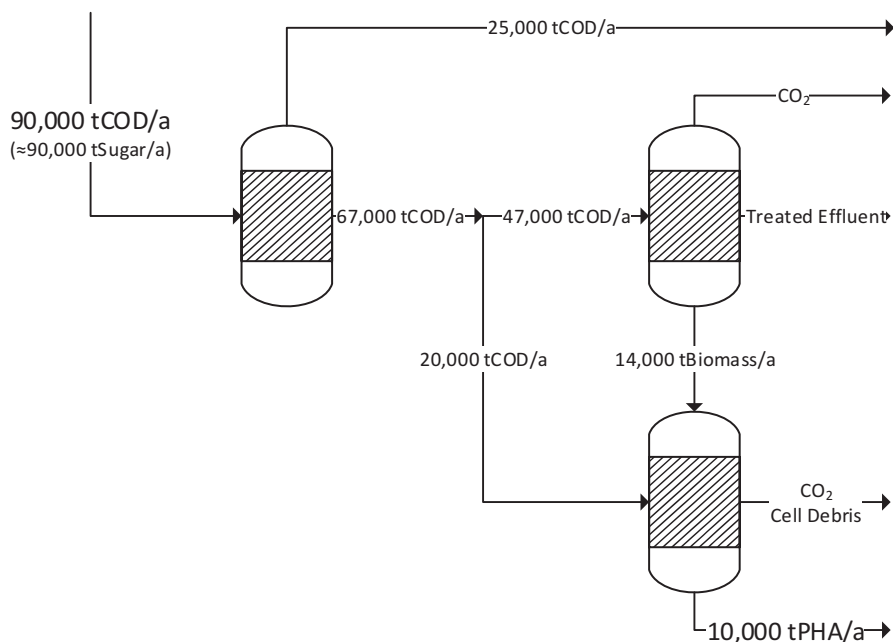 25,000 tCOD/a
CO₂
90,000 tCOD/a
(≈90,000 tSugar/a)
67,000 tCOD/a
47,000 tCOD/a
Treated Effluent
20,000 tCOD/a
14,000 tBiomass/a
CO₂
Cell Debris
10,000 tPHA/a